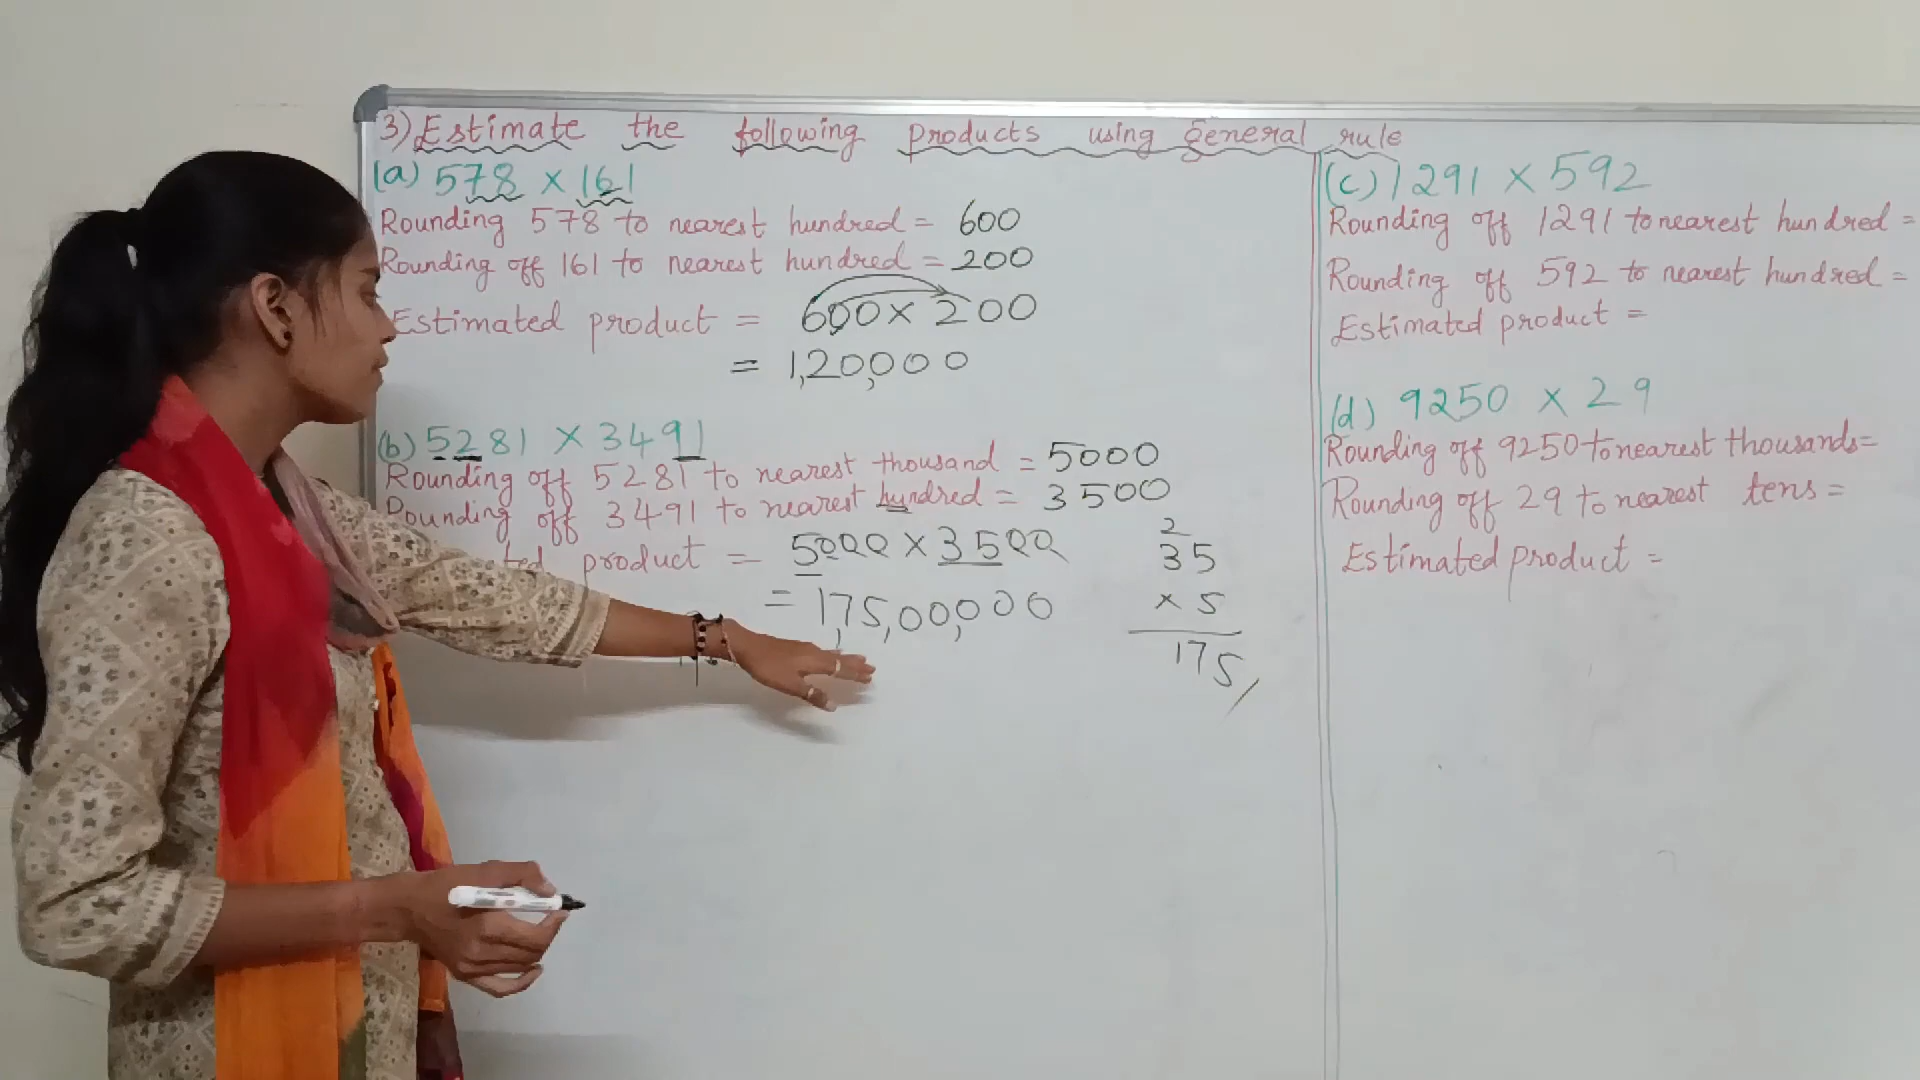 3) Estimate the following products using general rule
(a) 578 × 161
Rounding 578 to nearest hundred = 600
Rounding off 161 to nearest hundred = 200
Estimated product = 600 × 200
= 1,20,000
(b) 5281 × 3491
Rounding off 5281 to nearest thousand = 5000
Rounding off 3491 to nearest hundred = 3500
ted product = 5000 × 3500
= 1,75,00,000
2
35
× 5
175/
(c) 1291 × 592
Rounding off 1291 to nearest hundred =
Rounding off 592 to nearest hundred =
Estimated product =
(d) 9250 × 29
Rounding off 9250 to nearest thousands =
Rounding off 29 to nearest tens =
Estimated product =